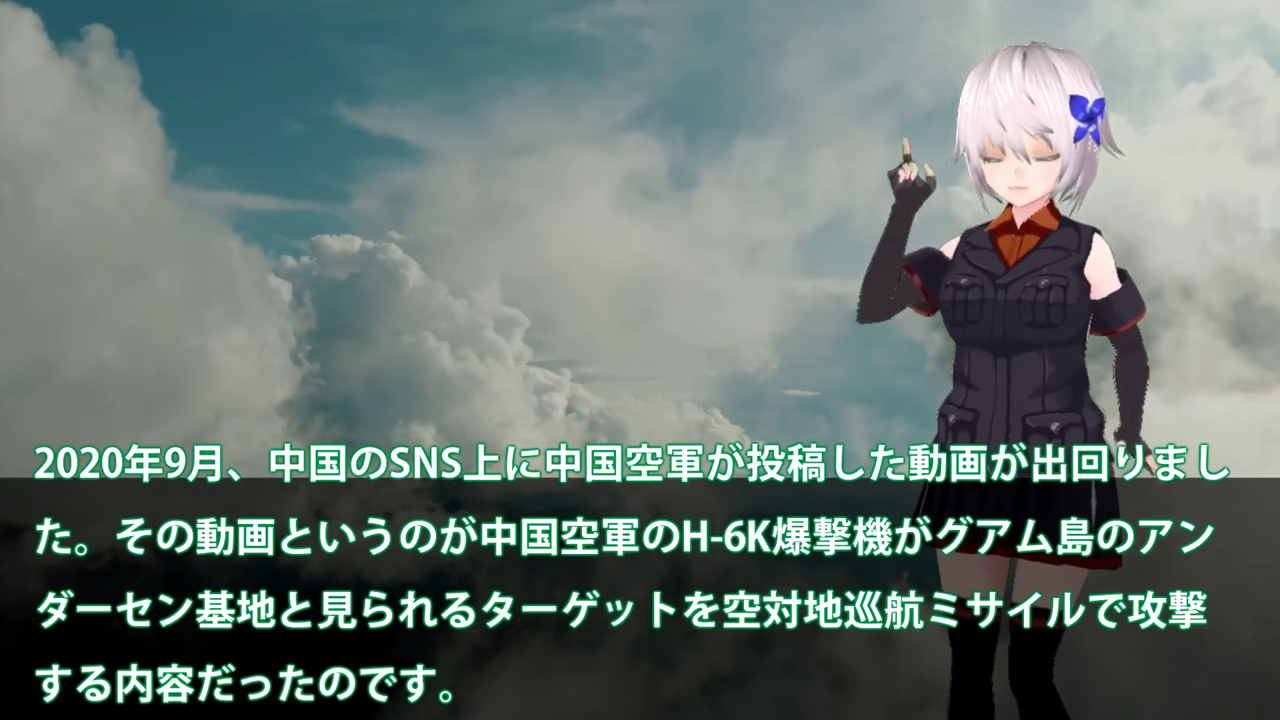 2020年9月、中国のSNS上に中国空軍が投稿した動画が出回りまし
た。その動画というのが中国空軍のH-6K爆撃機がグアム島のアン
ダーセン基地と見られるターゲットを空対地巡航ミサイルで攻撃
する内容だったのです。